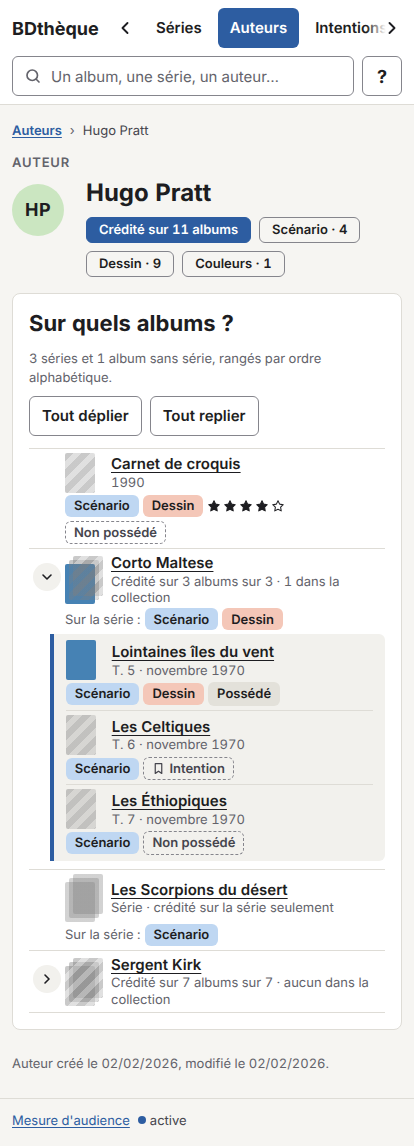 BDthèque
Séries
Auteurs
Intentions
Un album, une série, un auteur...
?
Auteurs › Hugo Pratt
AUTEUR
HP
Hugo Pratt
Crédité sur 11 albums
Scénario · 4
Dessin · 9
Couleurs · 1
Sur quels albums ?
3 séries et 1 album sans série, rangés par ordre
alphabétique.
Tout déplier
Tout replier
Carnet de croquis
1990
Scénario Dessin ★★★★☆
Non possédé
Corto Maltese
Crédité sur 3 albums sur 3 · 1 dans la
collection
Sur la série : Scénario Dessin
Lointaines îles du vent
T. 5 · novembre 1970
Scénario Dessin Possédé
Les Celtiques
T. 6 · novembre 1970
Scénario Intention
Les Éthiopiques
T. 7 · novembre 1970
Scénario Non possédé
Les Scorpions du désert
Série · crédité sur la série seulement
Sur la série : Scénario
Sergent Kirk
Crédité sur 7 albums sur 7 · aucun dans la
collection
Auteur créé le 02/02/2026, modifié le 02/02/2026.
Mesure d'audience active